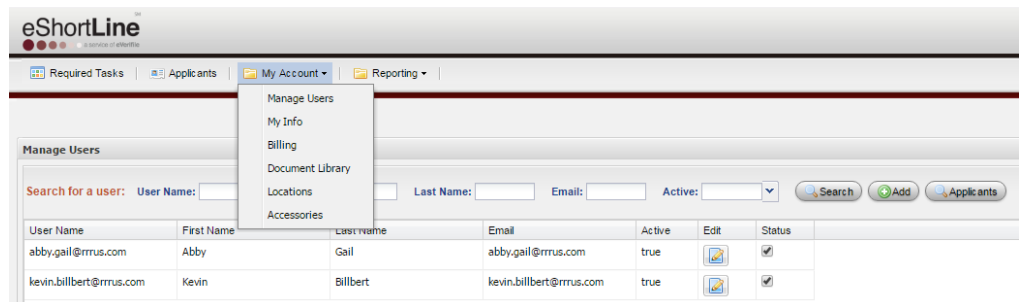 eShortLine
a service of eVerifile
Required Tasks Applicants My Account Reporting
Manage Users
My Info
Billing
Document Library
Locations
Accessories
Manage Users
Search for a user: User Name: Last Name: Email: Active: Search Add Applicants
User Name First Name Last Name Email Active Edit Status
abby.gail@rrrus.com Abby Gail abby.gail@rrrus.com true
kevin.billbert@rrrus.com Kevin Billbert kevin.billbert@rrrus.com true